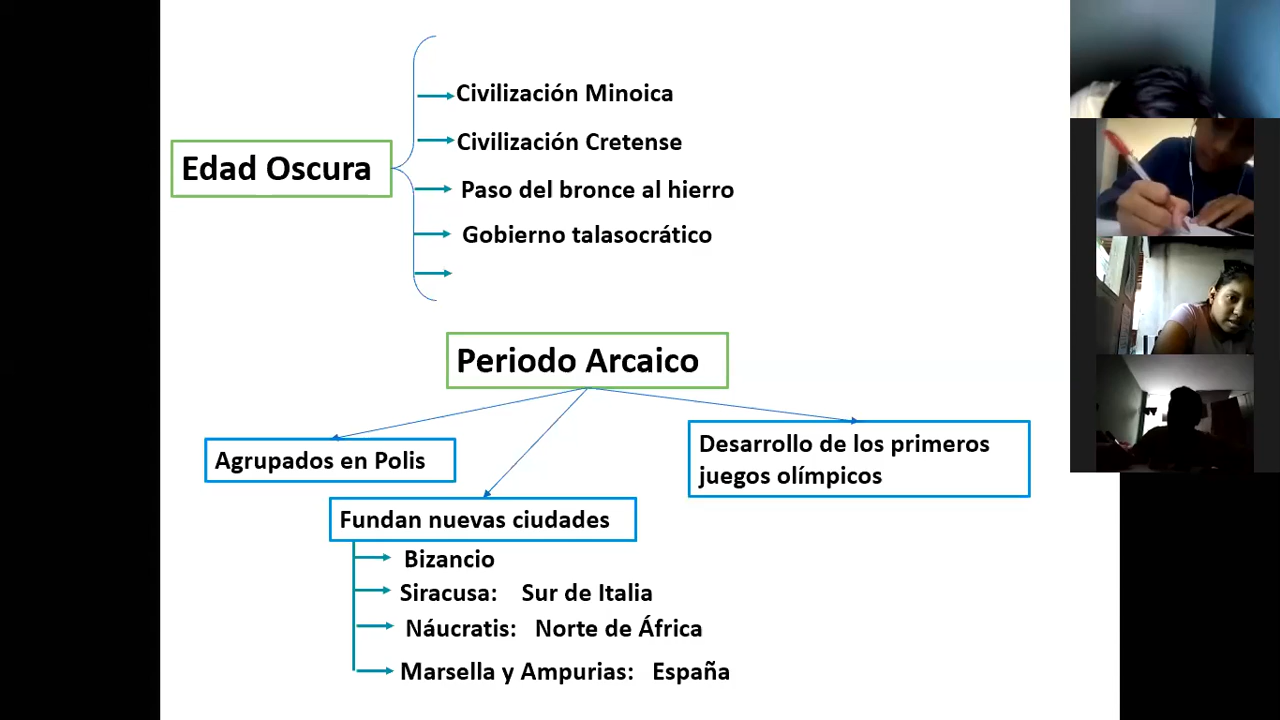 Civilización Minoica
Civilización Cretense
Edad Oscura
Paso del bronce al hierro
Gobierno talasocrático
Periodo Arcaico
Agrupados en Polis
Desarrollo de los primeros
juegos olímpicos
Fundan nuevas ciudades
Bizancio
Siracusa: Sur de Italia
Náucratis: Norte de África
Marsella y Ampurias: España